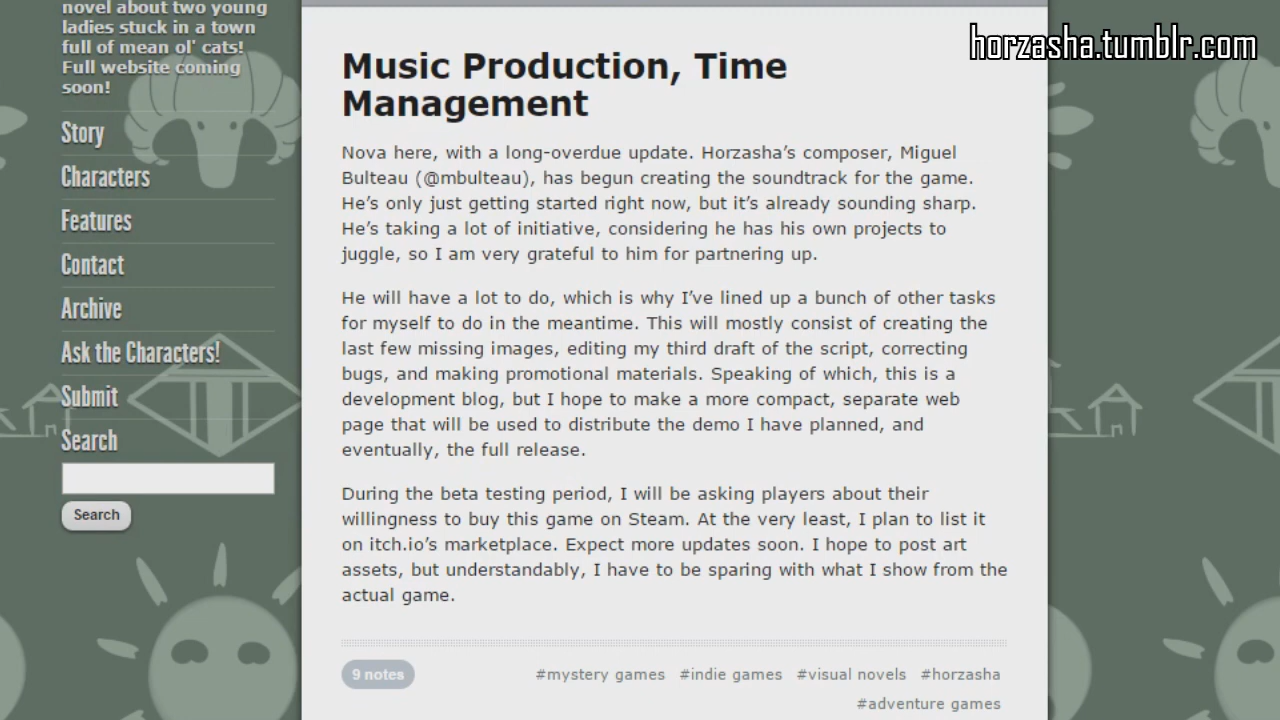 novel about two young
ladies stuck in a town
full of mean ol' cats!
Full website coming
soon!
Story
Characters
Features
Contact
Archive
Ask the Characters!
Submit
Search
Search
horzasha.tumblr.com
Music Production, Time
Management
Nova here, with a long-overdue update. Horzasha’s composer, Miguel
Bulteau (@mbulteau), has begun creating the soundtrack for the game.
He’s only just getting started right now, but it’s already sounding sharp.
He’s taking a lot of initiative, considering he has his own projects to
juggle, so I am very grateful to him for partnering up.
He will have a lot to do, which is why I’ve lined up a bunch of other tasks
for myself to do in the meantime. This will mostly consist of creating the
last few missing images, editing my third draft of the script, correcting
bugs, and making promotional materials. Speaking of which, this is a
development blog, but I hope to make a more compact, separate web
page that will be used to distribute the demo I have planned, and
eventually, the full release.
During the beta testing period, I will be asking players about their
willingness to buy this game on Steam. At the very least, I plan to list it
on itch.io’s marketplace. Expect more updates soon. I hope to post art
assets, but understandably, I have to be sparing with what I show from the
actual game.
9 notes
#mystery games #indie games #visual novels #horzasha
#adventure games